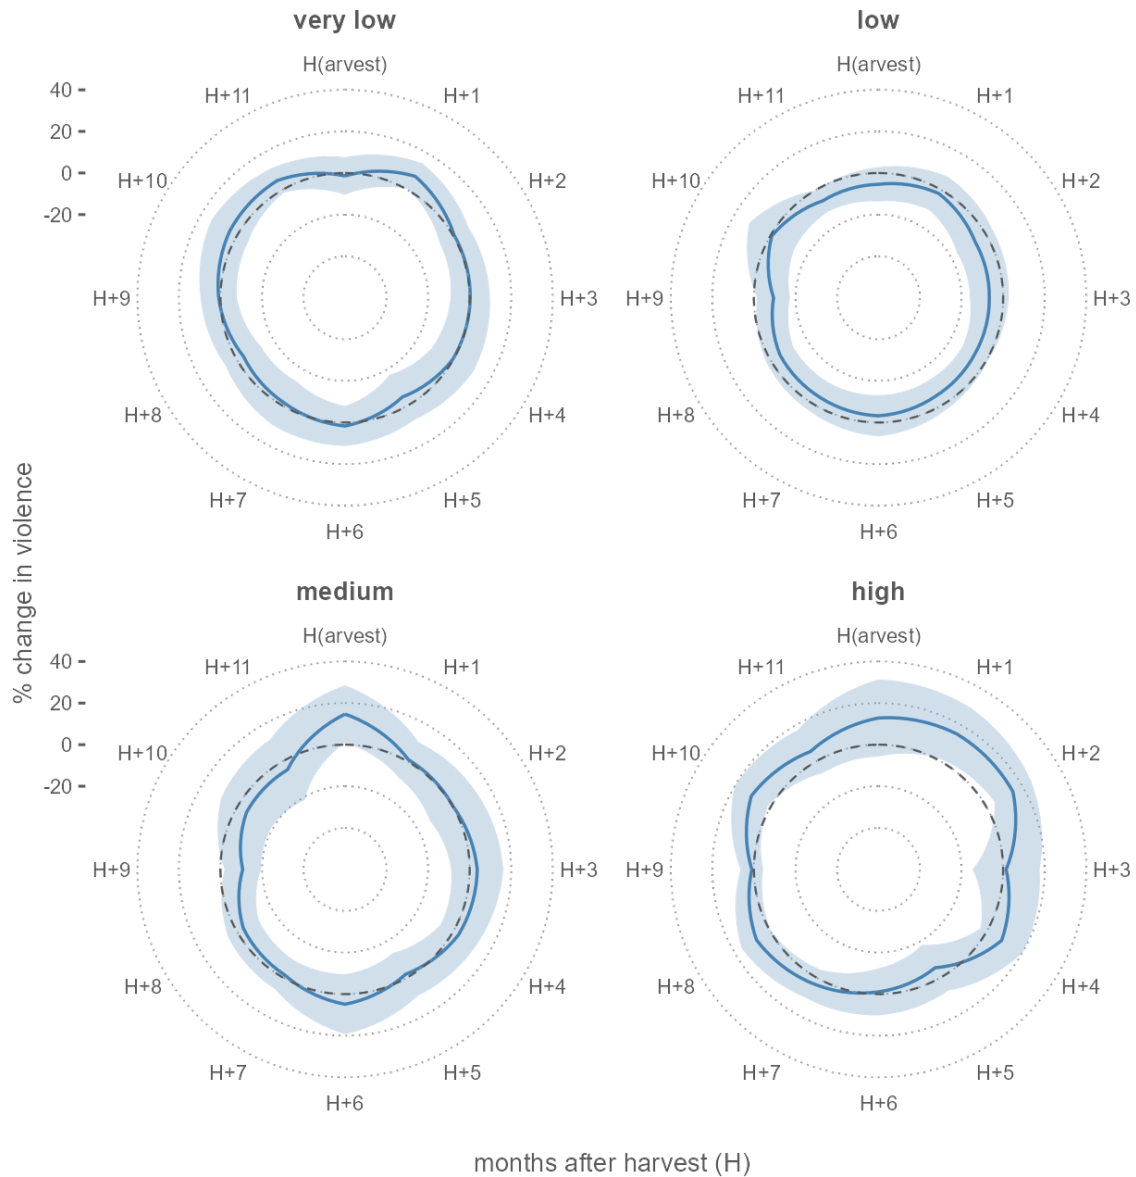 very low
H(arvest)
H+1
H+2
H+3
H+4
H+5
H+6
H+7
H+8
H+9
H+10
H+11
40
20
0
-20
low
H(arvest)
H+1
H+2
H+3
H+4
H+5
H+6
H+7
H+8
H+9
H+10
H+11
% change in violence
medium
H(arvest)
H+1
H+2
H+3
H+4
H+5
H+6
H+7
H+8
H+9
H+10
H+11
40
20
0
-20
high
H(arvest)
H+1
H+2
H+3
H+4
H+5
H+6
H+7
H+8
H+9
H+10
H+11
months after harvest (H)